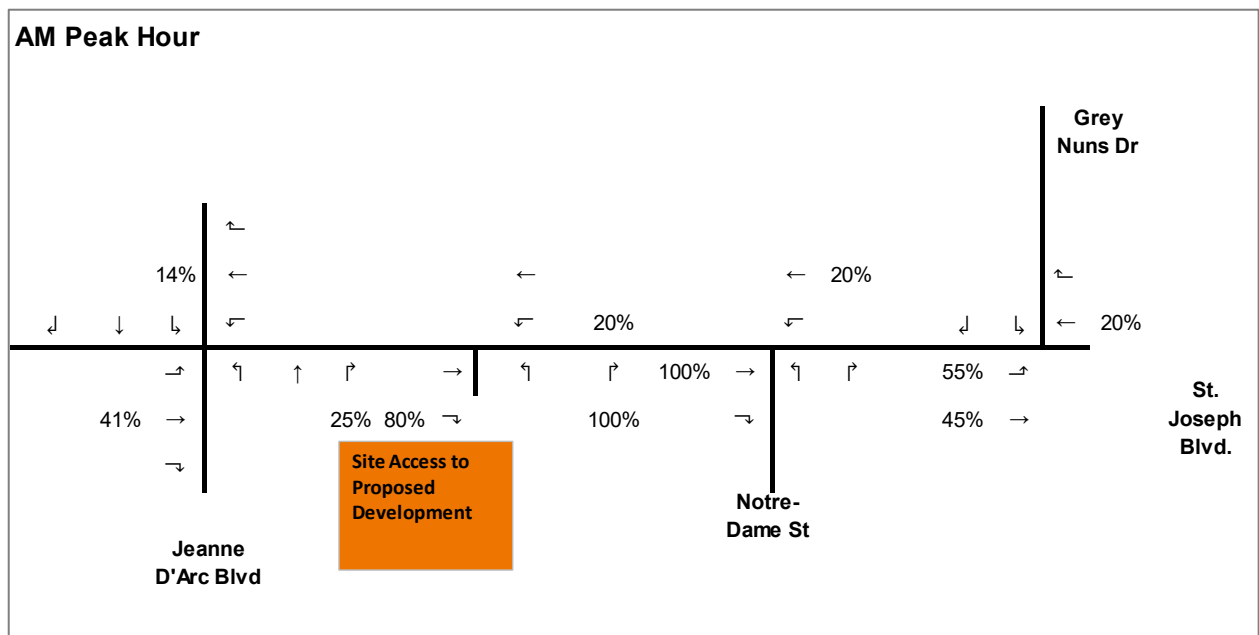 AM Peak Hour
Grey
Nuns Dr
14%
20%
20%
20%
100%
55%
41%
25% 80%
100%
45%
St.
Joseph
Blvd.
Site Access to
Proposed
Development
Notre-
Dame St
Jeanne
D'Arc Blvd